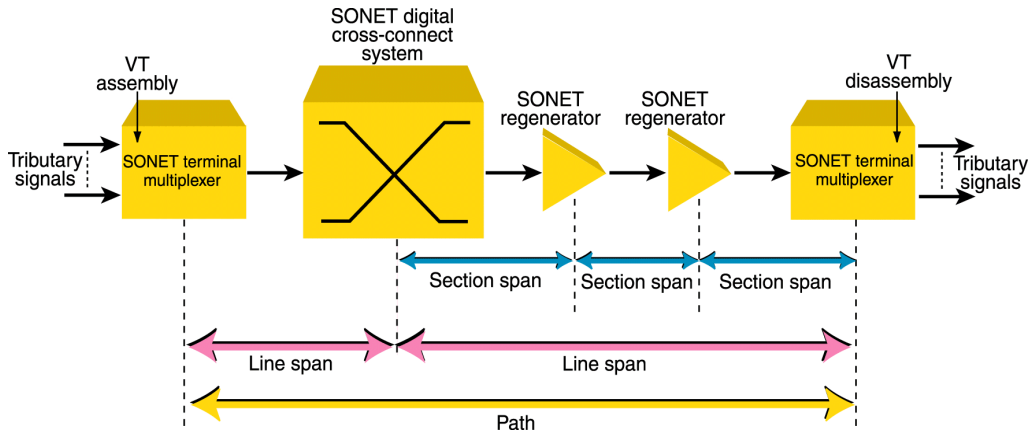 SONET digital
cross-connect
system
VT
assembly
VT
disassembly
SONET
regenerator
SONET
regenerator
Tributary
signals
SONET terminal
multiplexer
SONET terminal
multiplexer
Tributary
signals
Section span
Section span
Section span
Line span
Line span
Path